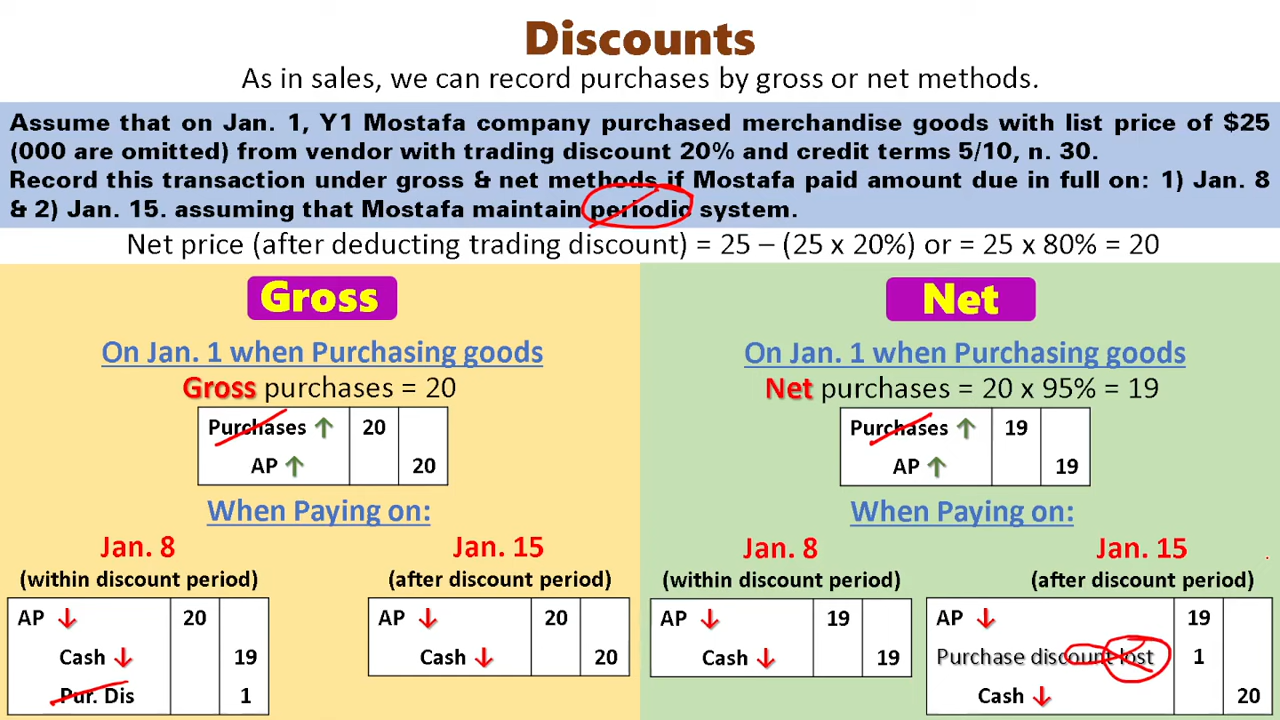 Discounts
As in sales, we can record purchases by gross or net methods.
Assume that on Jan. 1, Y1 Mostafa company purchased merchandise goods with list price of $25
(000 are omitted) from vendor with trading discount 20% and credit terms 5/10, n. 30.
Record this transaction under gross & net methods if Mostafa paid amount due in full on: 1) Jan. 8
& 2) Jan. 15. assuming that Mostafa maintain periodic system.
Net price (after deducting trading discount) = 25 – (25 x 20%) or = 25 x 80% = 20
Gross
On Jan. 1 when Purchasing goods
Gross purchases = 20
Purchases ↑ 20
AP ↑ 20
When Paying on:
Jan. 8
(within discount period)
AP ↓ 20
Cash ↓ 19
Pur. Dis 1
Jan. 15
(after discount period)
AP ↓ 20
Cash ↓ 20
Net
On Jan. 1 when Purchasing goods
Net purchases = 20 x 95% = 19
Purchases ↑ 19
AP ↑ 19
When Paying on:
Jan. 8
(within discount period)
AP ↓ 19
Cash ↓ 19
Jan. 15
(after discount period)
AP ↓ 19
Purchase discount lost 1
Cash ↓ 20